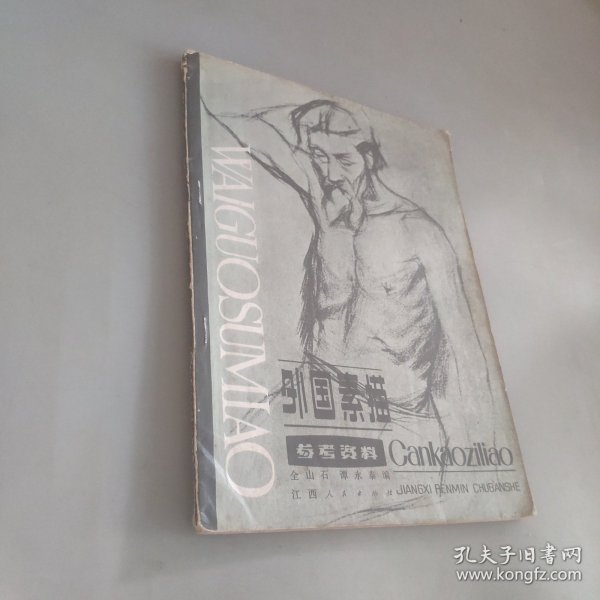 WAIGUOSUMIAO
外国素描
参考资料
Cankaoziliao
全山石 谭永泰编
江西人民出版社
JIANGXI RENMIN CHUBANSHE
孔夫子旧书网
www.kongfz.com